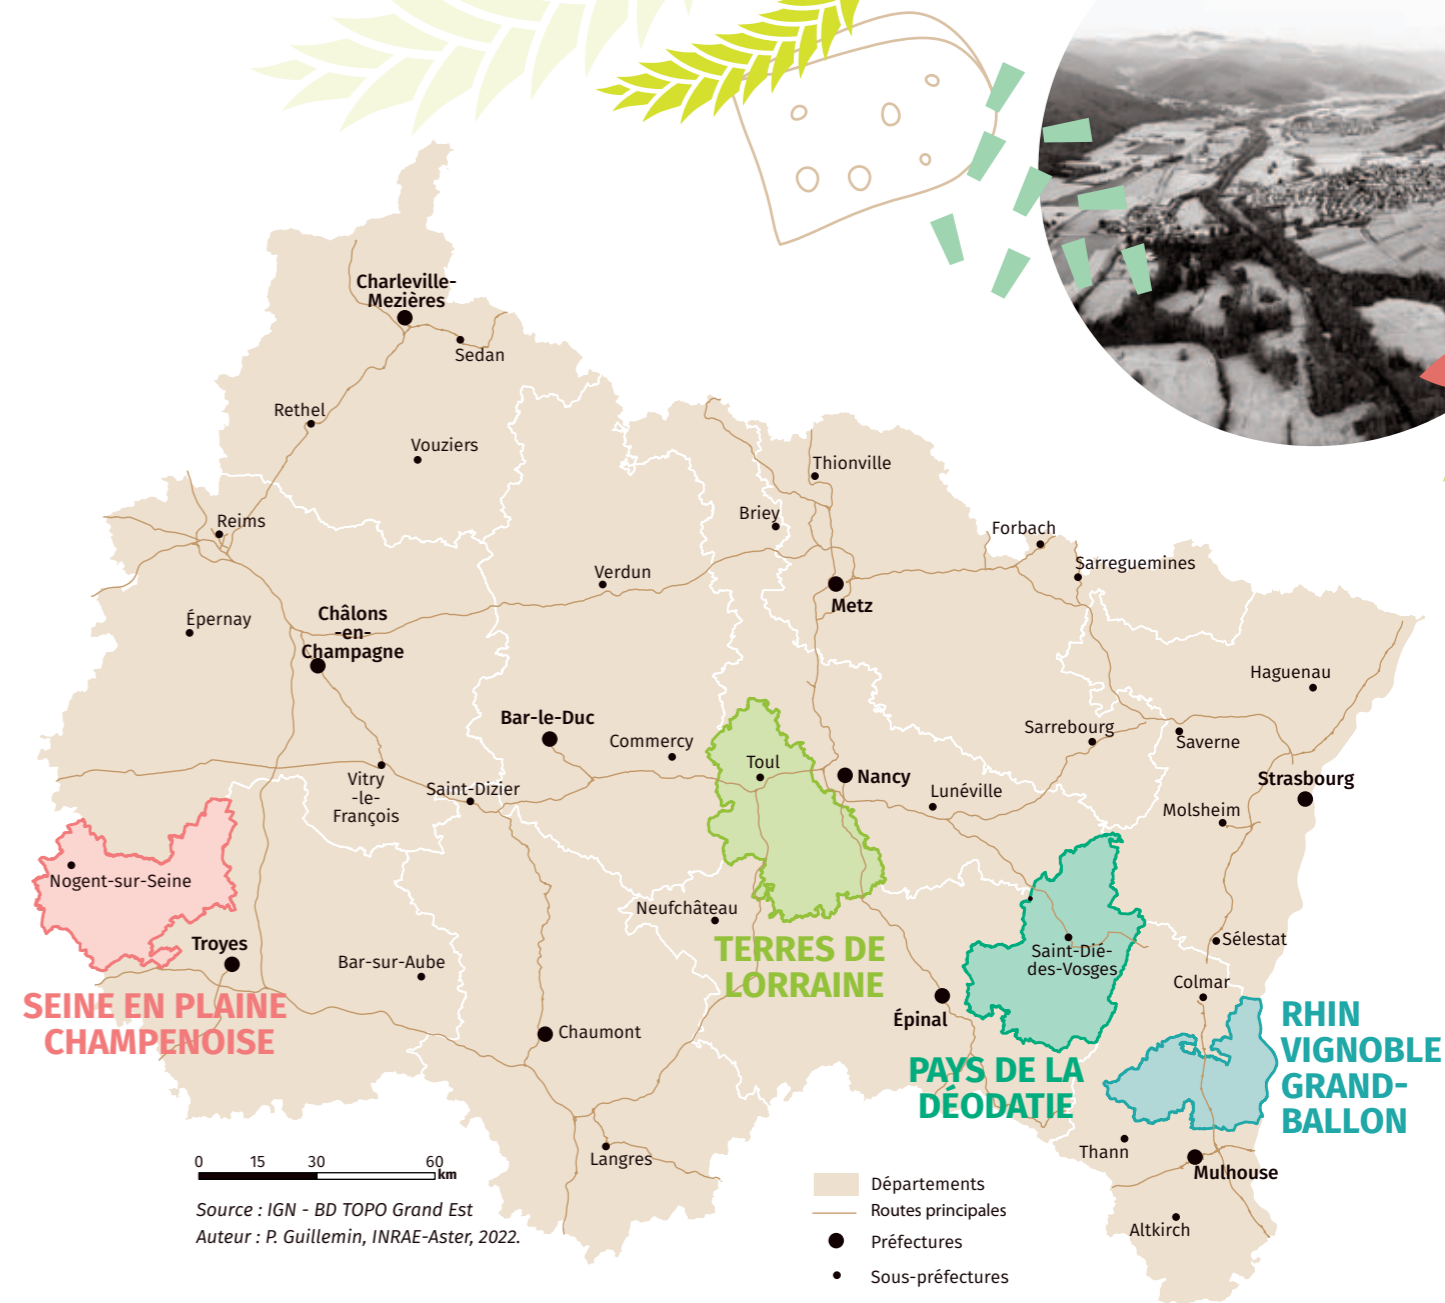 Charleville-
Mezières
Sedan
Rethel
Vouziers
Thionville
Briey
Reims
Forbach
Sarreguemines
Verdun
Metz
Épernay
Châlons
-en-
Champagne
Haguenau
Bar-le-Duc
Commercy
Sarrebourg
Saverne
Toul
Nancy
Vitry
-le-
François
Saint-Dizier
Lunéville
Strasbourg
Molsheim
Nogent-sur-Seine
Neufchâteau
Troyes
Bar-sur-Aube
TERRES DE
LORRAINE
Saint-Dié-
des-Vosges
Sélestat
Colmar
SEINE EN PLAINE
CHAMPENOISE
Chaumont
Épinal
RHIN
VIGNOBLE
GRAND-
BALLON
PAYS DE LA
DÉODATIE
Langres
Thann
Mulhouse
Altkirch
0 15 30 60
km
Source : IGN - BD TOPO Grand Est
Auteur : P. Guillemin, INRAE-Aster, 2022.
Départements
Routes principales
Préfectures
Sous-préfectures